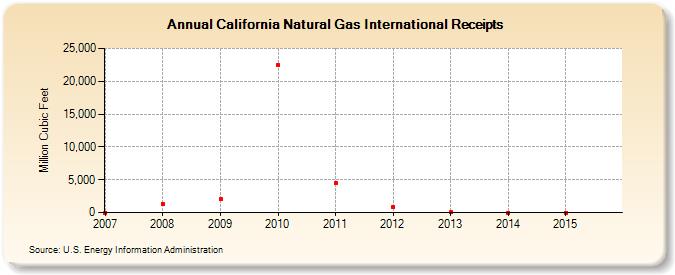 Annual California Natural Gas International Receipts
Million Cubic Feet
25,000
20,000
15,000
10,000
5,000
0
2007 2008 2009 2010 2011 2012 2013 2014 2015
Source: U.S. Energy Information Administration